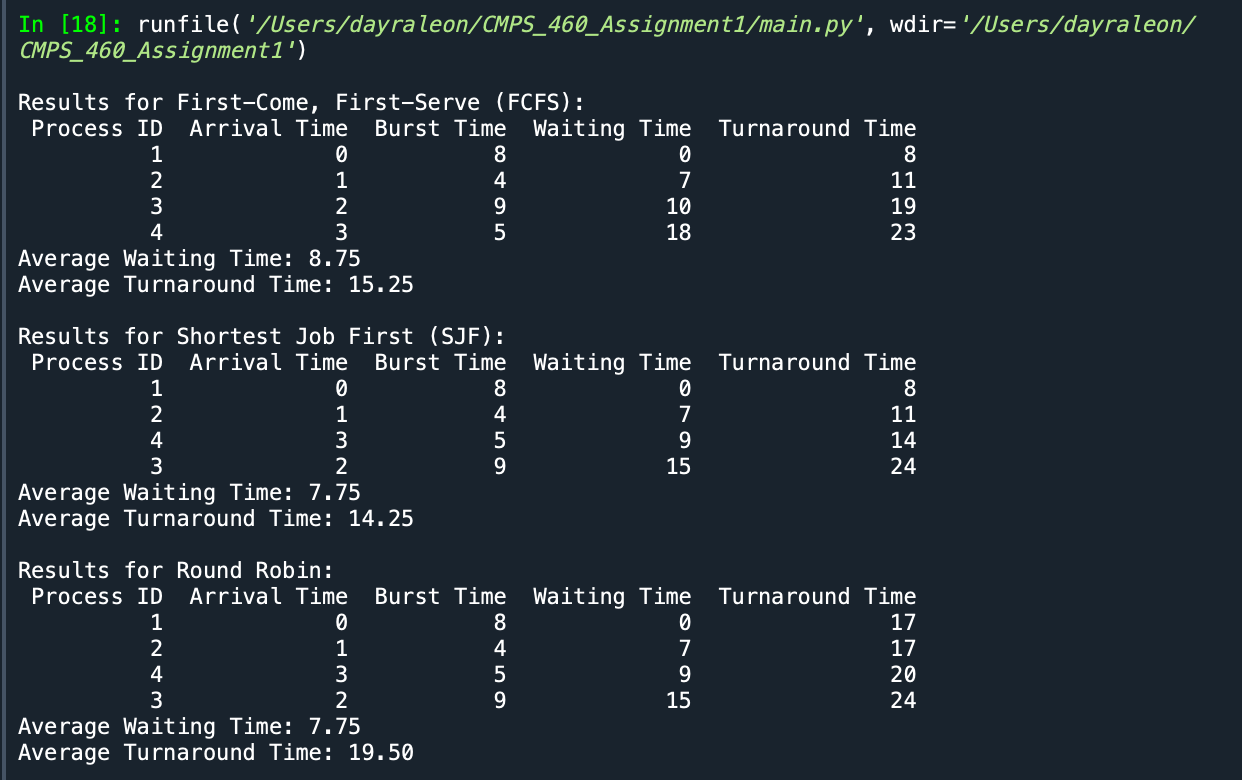 In [18]: runfile('/Users/dayraleon/CMPS_460_Assignment1/main.py', wdir='/Users/dayraleon/
CMPS_460_Assignment1')
Results for First-Come, First-Serve (FCFS):
Process ID  Arrival Time  Burst Time  Waiting Time  Turnaround Time
1 0 8 0 8
2 1 4 7 11
3 2 9 10 19
4 3 5 18 23
Average Waiting Time: 8.75
Average Turnaround Time: 15.25
Results for Shortest Job First (SJF):
Process ID  Arrival Time  Burst Time  Waiting Time  Turnaround Time
1 0 8 0 8
2 1 4 7 11
4 3 5 9 14
3 2 9 15 24
Average Waiting Time: 7.75
Average Turnaround Time: 14.25
Results for Round Robin:
Process ID  Arrival Time  Burst Time  Waiting Time  Turnaround Time
1 0 8 0 17
2 1 4 7 17
4 3 5 9 20
3 2 9 15 24
Average Waiting Time: 7.75
Average Turnaround Time: 19.50